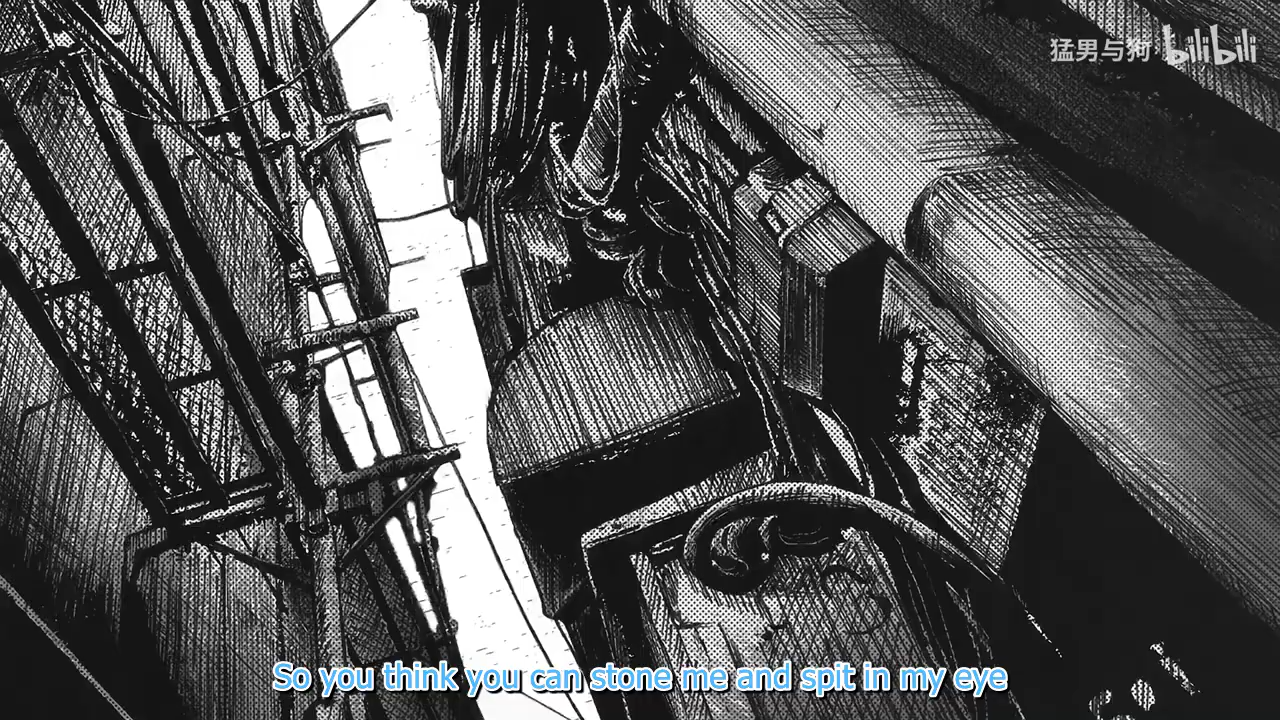 猛男与狗 bilibili
So you think you can stone me and spit in my eye